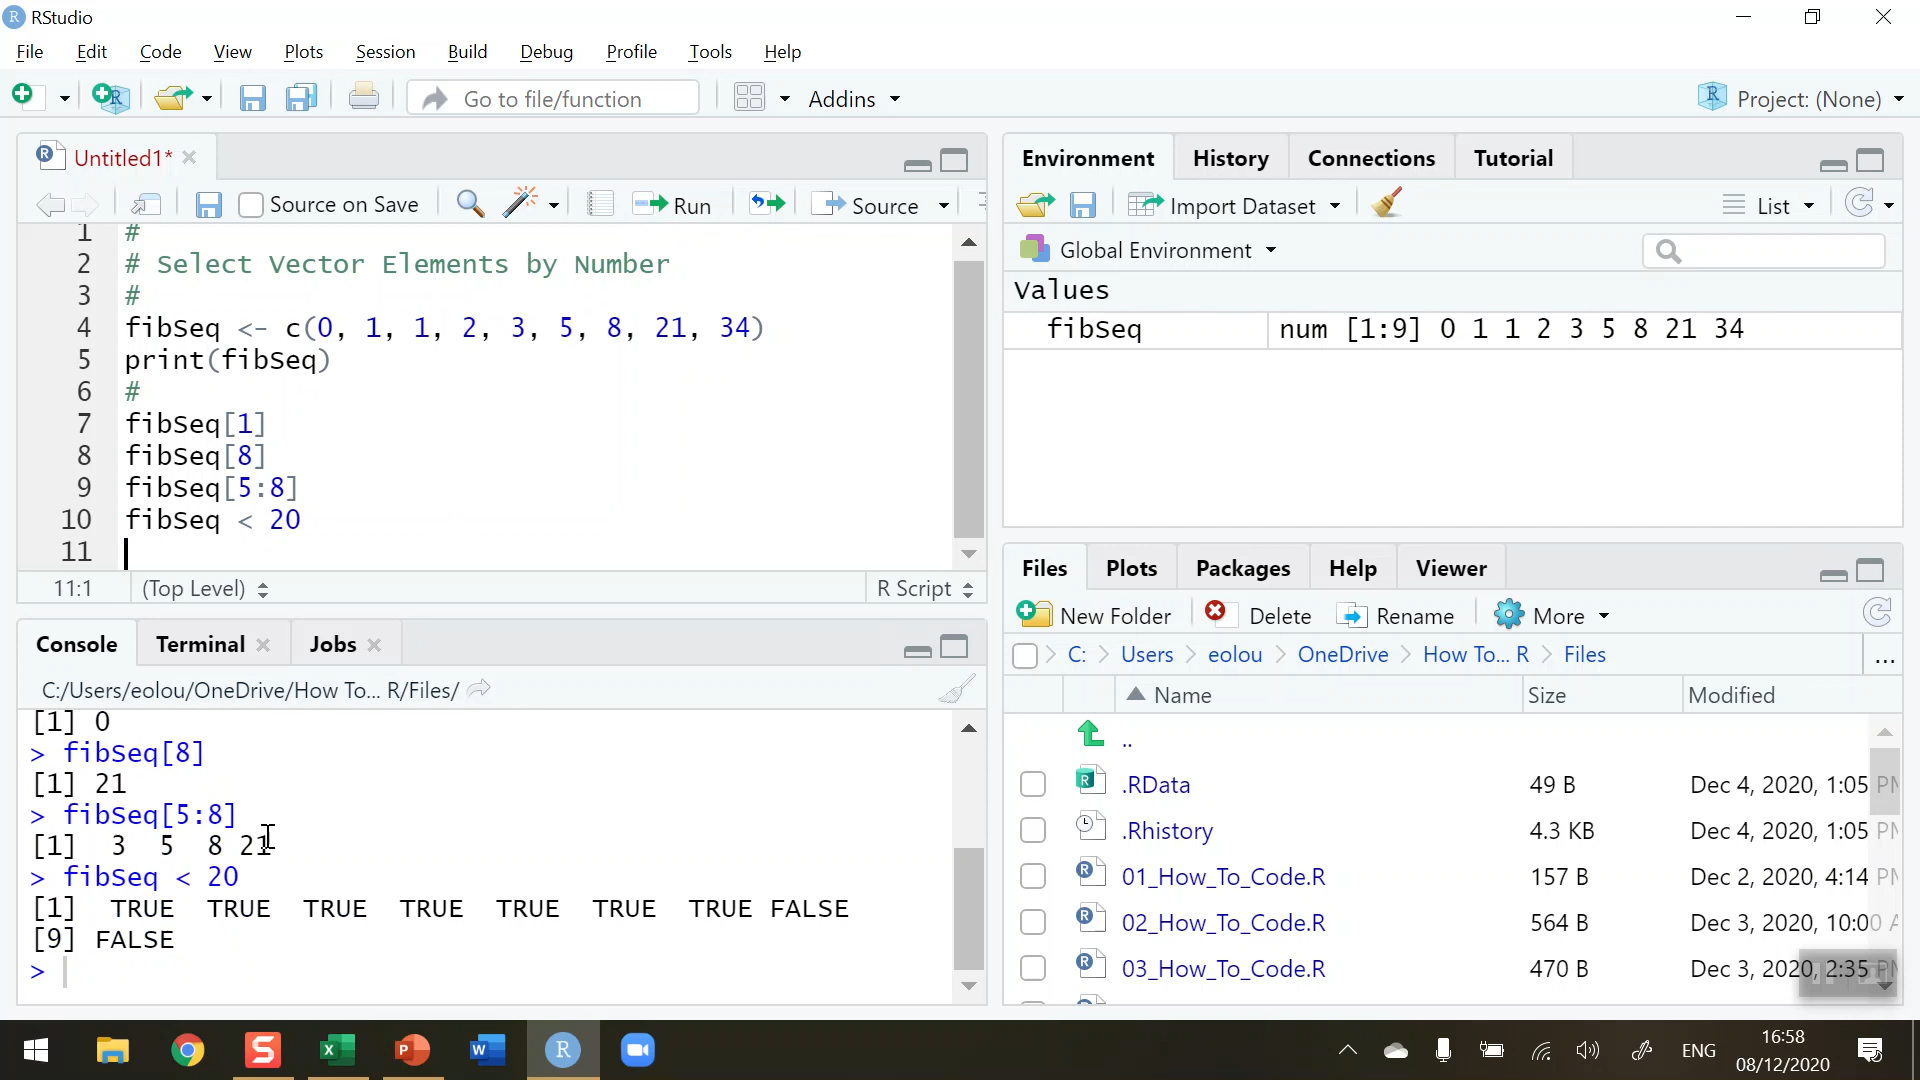 RStudio
File Edit Code View Plots Session Build Debug Profile Tools Help
Go to file/function Addins Project: (None)
Untitled1*
Source on Save Run Source
1 #
2 # Select Vector Elements by Number
3 #
4 fibSeq <- c(0, 1, 1, 2, 3, 5, 8, 21, 34)
5 print(fibSeq)
6 #
7 fibSeq[1]
8 fibSeq[8]
9 fibSeq[5:8]
10 fibSeq < 20
11
11:1 (Top Level) R Script
Console Terminal Jobs
C:/Users/eolou/OneDrive/How To... R/Files/
[1] 0
> fibSeq[8]
[1] 21
> fibSeq[5:8]
[1] 3 5 8 21
> fibSeq < 20
[1] TRUE TRUE TRUE TRUE TRUE TRUE TRUE FALSE
[9] FALSE
>
Environment History Connections Tutorial
Import Dataset List
Global Environment
Values
fibSeq num [1:9] 0 1 1 2 3 5 8 21 34
Files Plots Packages Help Viewer
New Folder Delete Rename More
C: > Users > eolou > OneDrive > How To... R > Files ...
Name Size Modified
..
.RData 49 B Dec 4, 2020, 1:05 PM
.Rhistory 4.3 KB Dec 4, 2020, 1:05 PM
01_How_To_Code.R 157 B Dec 2, 2020, 4:14 PM
02_How_To_Code.R 564 B Dec 3, 2020, 10:00 A
03_How_To_Code.R 470 B Dec 3, 2020, 2:35
ENG 16:58
08/12/2020